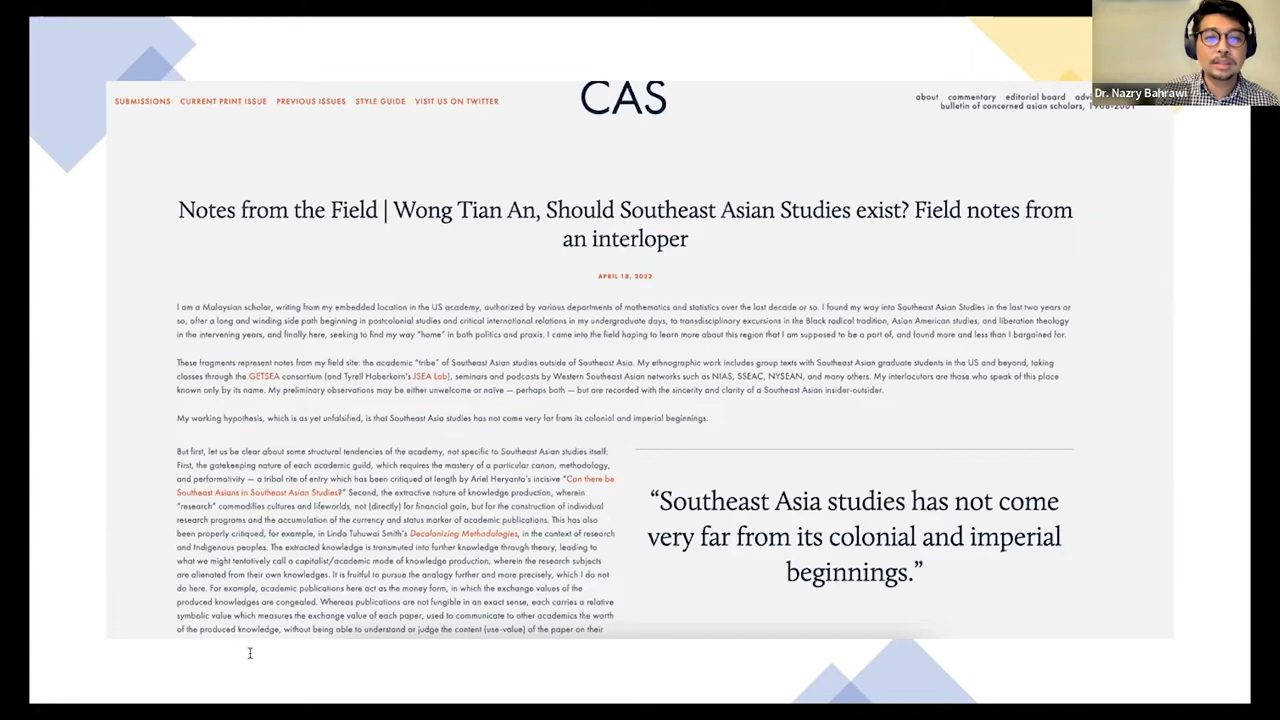 SUBMISSIONS CURRENT PRINT ISSUE PREVIOUS ISSUES STYLE GUIDE VISIT US ON TWITTER
CAS
about commentary editorial board
bulletin of concerned asian scholars, 1968-2001
Dr. Nazry Bahrawi
Notes from the Field | Wong Tian An, Should Southeast Asian Studies exist? Field notes from
an interloper
APRIL 18, 2022
I am a Malaysian scholar, writing from my embedded location in the US academy, authorized by various departments of mathematics and statistics over the last decade or so. I found my way into Southeast Asian Studies in the last two years or
so, after a long and winding side path beginning in postcolonial studies and critical international relations in my undergraduate days, to transdisciplinary excursions in the Black radical tradition, Asian American studies, and liberation theology
in the intervening years, and finally here, seeking to find my way "home" in both politics and praxis. I came into the field hoping to learn more about this region that I am supposed to be a part of, and found more and less than I bargained for.
These fragments represent notes from my field site: the academic "tribe" of Southeast Asian studies outside of Southeast Asia. My ethnographic work includes group texts with Southeast Asian graduate students in the US and beyond, taking
classes through the GETSEA consortium (and Tyrell Haberkorn's JSEA Lab), seminars and podcasts by Western Southeast Asian networks such as NIAS, SSEAC, NYSEAN, and many others. My interlocutors are those who speak of this place
known only by its name. My preliminary observations may be either unwelcome or naïve — perhaps both — but are recorded with the sincerity and clarity of a Southeast Asian insider-outsider.
My working hypothesis, which is as yet unfalsified, is that Southeast Asia studies has not come very far from its colonial and imperial beginnings.
But first, let us be clear about some structural tendencies of the academy, not specific to Southeast Asian studies itself:
First, the gatekeeping nature of each academic guild, which requires the mastery of a particular canon, methodology,
and performativity — a tribal rite of entry which has been critiqued at length by Ariel Heryanto's incisive "Can there be
Southeast Asians in Southeast Asian Studies?" Second, the extractive nature of knowledge production, wherein
"research" commodifies cultures and lifeworlds, not (directly) for financial gain, but for the construction of individual
research programs and the accumulation of the currency and status marker of academic publications. This has also
been properly critiqued, for example, in Linda Tuhuwai Smith's Decolonizing Methodologies, in the context of research
and Indigenous peoples. The extracted knowledge is transmuted into further knowledge through theory, leading to
what we might tentatively call a capitalist/academic mode of knowledge production, wherein the research subjects
are alienated from their own knowledges. It is fruitful to pursue the analogy further and more precisely, which I do not
do here. For example, academic publications here act as the money form, in which the exchange values of the
produced knowledges are congealed. Whereas publications are not fungible in an exact sense, each carries a relative
symbolic value which measures the exchange value of each paper, used to communicate to other academics the worth
of the produced knowledge, without being able to understand or judge the content (use-value) of the paper on their
“Southeast Asia studies has not come
very far from its colonial and imperial
beginnings.”